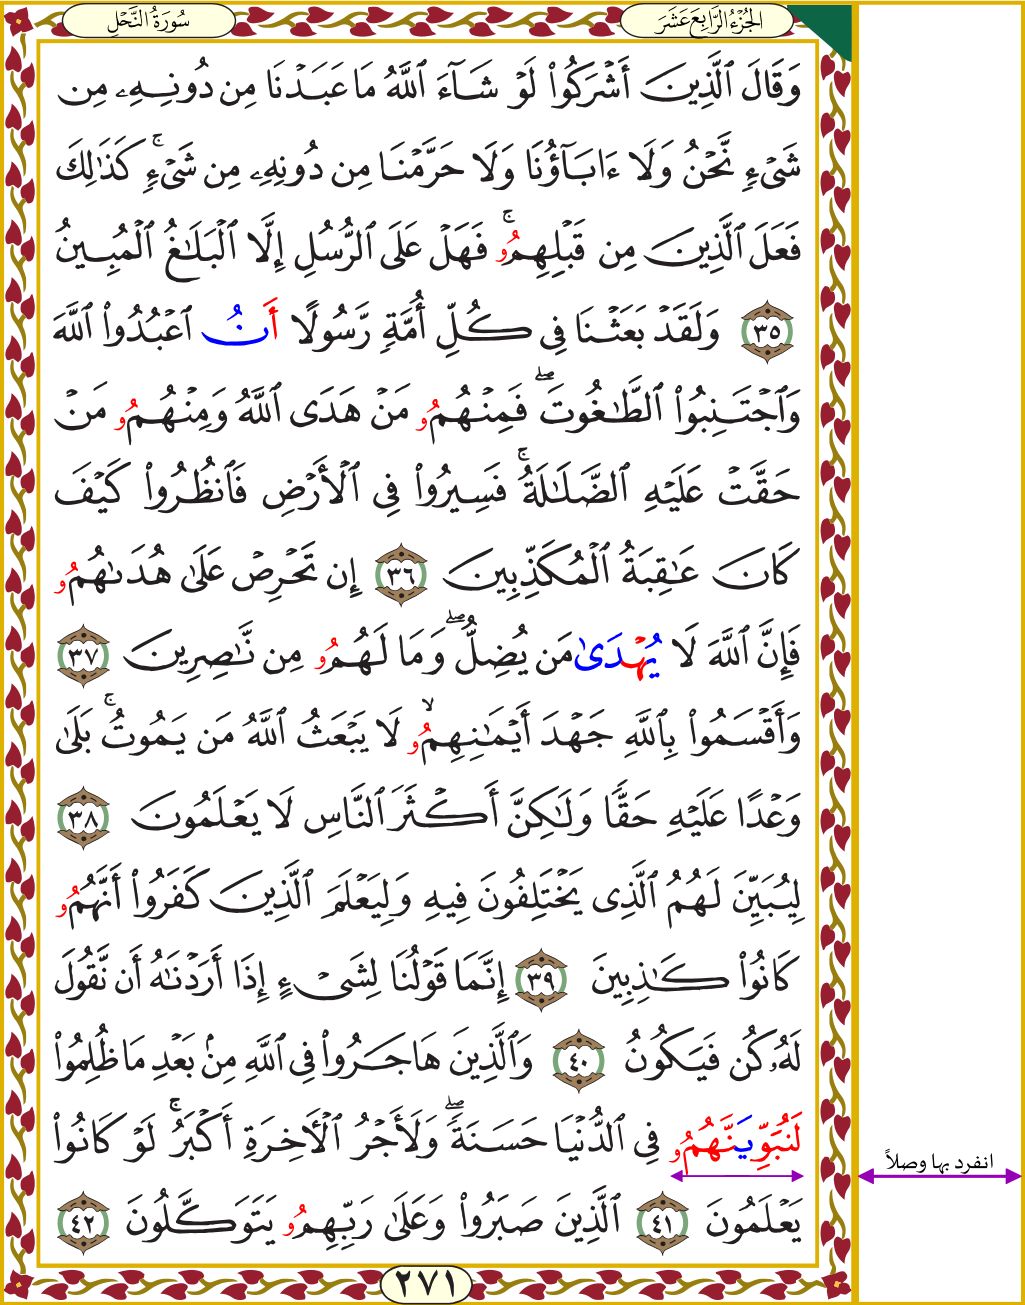 الجُزْءُ الرَّابِعَ عَشَرَ
سُورَةُ النَّحْلِ
وَقَالَ ٱلَّذِينَ أَشْرَكُوا۟ لَوْ شَآءَ ٱللَّهُ مَا عَبَدْنَا مِن دُونِهِۦ مِن
شَىْءٍ نَّحْنُ وَلَآ ءَابَآؤُنَا وَلَا حَرَّمْنَا مِن دُونِهِۦ مِن شَىْءٍۚ كَذَٰلِكَ
فَعَلَ ٱلَّذِينَ مِن قَبْلِهِمُۥۚ فَهَلْ عَلَى ٱلرُّسُلِ إِلَّا ٱلْبَلَٰغُ ٱلْمُبِينُ
٣٥ وَلَقَدْ بَعَثْنَا فِى كُلِّ أُمَّةٍ رَّسُولًا أَنُ ٱعْبُدُوا۟ ٱللَّهَ
وَٱجْتَنِبُوا۟ ٱلطَّٰغُوتَۖ فَمِنْهُمُۥ مَنْ هَدَى ٱللَّهُ وَمِنْهُمُۥ مَنْ
حَقَّتْ عَلَيْهِ ٱلضَّلَٰلَةُۚ فَسِيرُوا۟ فِى ٱلْأَرْضِ فَٱنظُرُوا۟ كَيْفَ
كَانَ عَٰقِبَةُ ٱلْمُكَذِّبِينَ ٣٦ إِن تَحْرِصْ عَلَىٰ هُدَىٰهُمُۥ
فَإِنَّ ٱللَّهَ لَا يُهْدَىٰ مَن يُضِلُّۖ وَمَا لَهُمُۥ مِن نَّٰصِرِينَ ٣٧
وَأَقْسَمُوا۟ بِٱللَّهِ جَهْدَ أَيْمَٰنِهِمُۥۙ لَا يَبْعَثُ ٱللَّهُ مَن يَمُوتُۚ بَلَىٰ
وَعْدًا عَلَيْهِ حَقًّا وَلَٰكِنَّ أَكْثَرَ ٱلنَّاسِ لَا يَعْلَمُونَ ٣٨
لِيُبَيِّنَ لَهُمُ ٱلَّذِى يَخْتَلِفُونَ فِيهِ وَلِيَعْلَمَ ٱلَّذِينَ كَفَرُوا۟ أَنَّهُمُۥ
كَانُوا۟ كَٰذِبِينَ ٣٩ إِنَّمَا قَوْلُنَا لِشَىْءٍ إِذَا أَرَدْنَٰهُ أَن نَّقُولَ
لَهُۥ كُن فَيَكُونُ ٤٠ وَٱلَّذِينَ هَاجَرُوا۟ فِى ٱللَّهِ مِنۢ بَعْدِ مَا ظُلِمُوا۟
لَنُبَوِّيَنَّهُمُۥ فِى ٱلدُّنْيَا حَسَنَةًۖ وَلَأَجْرُ ٱلْـَٔاخِرَةِ أَكْبَرُۚ لَوْ كَانُوا۟
انفرد بها وصلاً
يَعْلَمُونَ ٤١ ٱلَّذِينَ صَبَرُوا۟ وَعَلَىٰ رَبِّهِمُۥ يَتَوَكَّلُونَ ٤٢
٢٧١